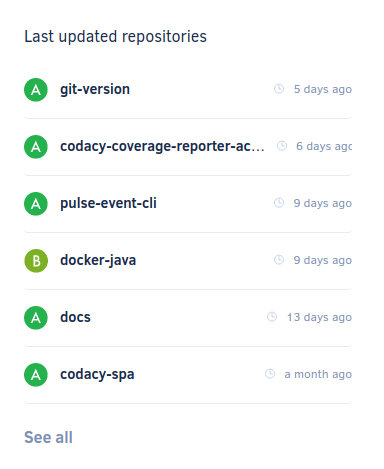 Last updated repositories
A git-version 5 days ago
A codacy-coverage-reporter-ac... 6 days ago
A pulse-event-cli 9 days ago
B docker-java 9 days ago
A docs 13 days ago
A codacy-spa a month ago
See all